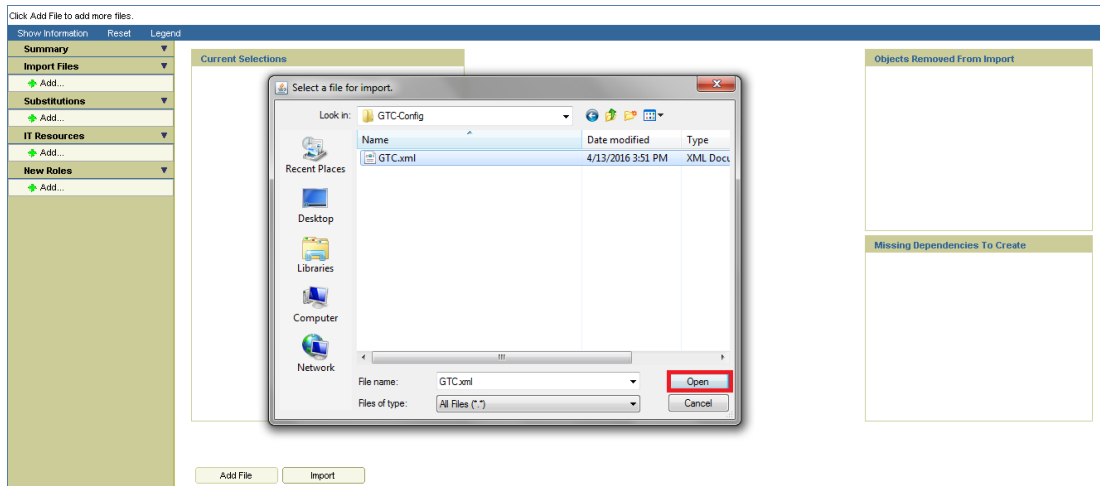 Click Add File to add more files.
Show Information Reset Legend
Summary
Import Files
Add...
Substitutions
Add...
IT Resources
Add...
New Roles
Add...
Current Selections
Objects Removed From Import
Missing Dependencies To Create
Select a file for import.
Look in: GTC-Config
Recent Places
Desktop
Libraries
Computer
Network
Name Date modified Type
GTC.xml 4/13/2016 3:51 PM XML Docu
File name: GTC.xml Open
Files of type: All Files (*.*) Cancel
Add File Import